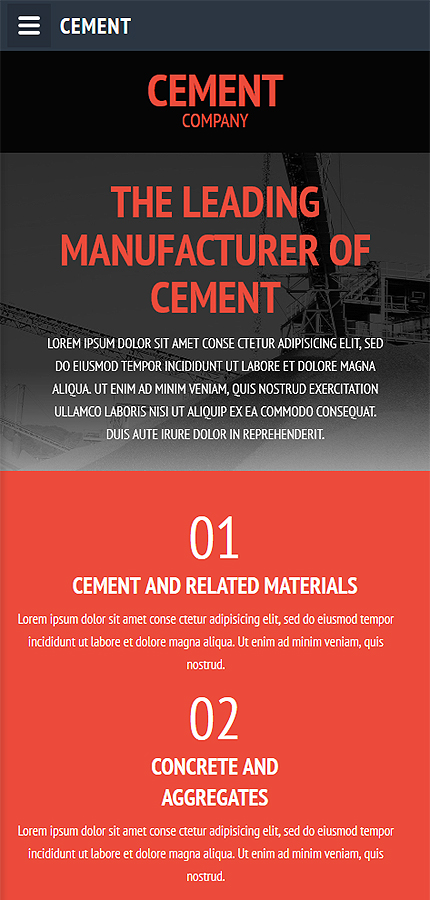 CEMENT
CEMENT
COMPANY
THE LEADING
MANUFACTURER OF
CEMENT
LOREM IPSUM DOLOR SIT AMET CONSE CTETUR ADIPISICING ELIT, SED
DO EIUSMOD TEMPOR INCIDIDUNT UT LABORE ET DOLORE MAGNA
ALIQUA. UT ENIM AD MINIM VENIAM, QUIS NOSTRUD EXERCITATION
ULLAMCO LABORIS NISI UT ALIQUIP EX EA COMMODO CONSEQUAT.
DUIS AUTE IRURE DOLOR IN REPREHENDERIT.
01
CEMENT AND RELATED MATERIALS
Lorem ipsum dolor sit amet conse ctetur adipisicing elit, sed do eiusmod tempor
incididunt ut labore et dolore magna aliqua. Ut enim ad minim veniam, quis
nostrud.
02
CONCRETE AND
AGGREGATES
Lorem ipsum dolor sit amet conse ctetur adipisicing elit, sed do eiusmod tempor
incididunt ut labore et dolore magna aliqua. Ut enim ad minim veniam, quis
nostrud.